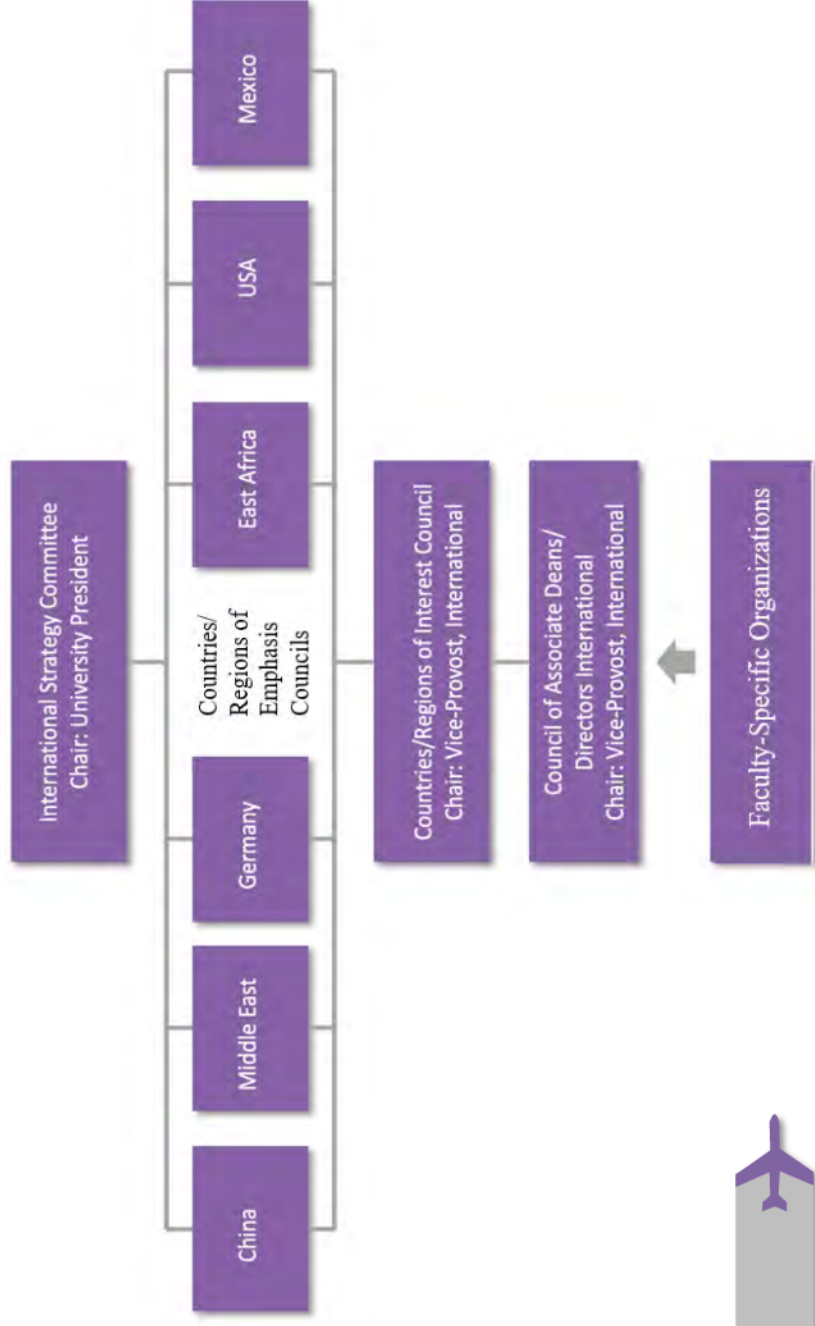 International Strategy Committee
Chair: University President
China
Middle East
Germany
Countries/
Regions of
Emphasis
Councils
East Africa
USA
Mexico
Countries/Regions of Interest Council
Chair: Vice-Provost, International
Council of Associate Deans/
Directors International
Chair: Vice-Provost, International
Faculty-Specific Organizations